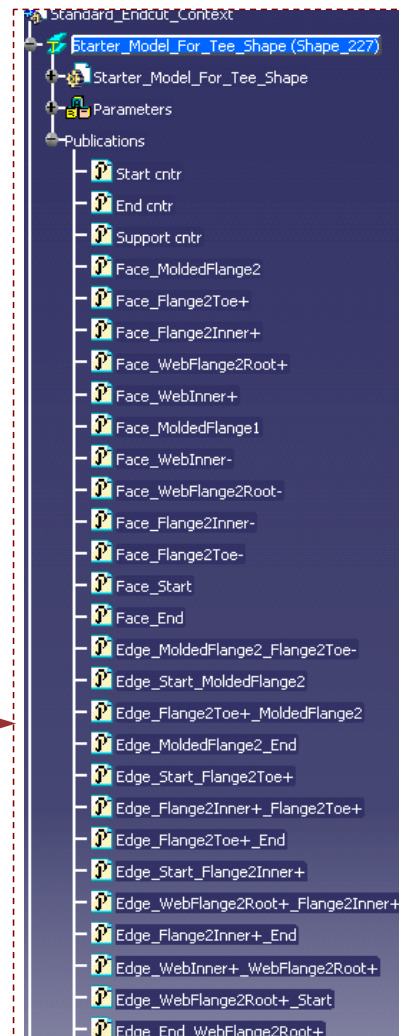 Standard_Endcut_Context
Starter_Model_For_Tee_Shape (Shape_227)
Starter_Model_For_Tee_Shape
Parameters
Publications
Start cntr
End cntr
Support cntr
Face_MoldedFlange2
Face_Flange2Toe+
Face_Flange2Inner+
Face_WebFlange2Root+
Face_WebInner+
Face_MoldedFlange1
Face_WebInner-
Face_WebFlange2Root-
Face_Flange2Inner-
Face_Flange2Toe-
Face_Start
Face_End
Edge_MoldedFlange2_Flange2Toe-
Edge_Start_MoldedFlange2
Edge_Flange2Toe+_MoldedFlange2
Edge_MoldedFlange2_End
Edge_Start_Flange2Toe+
Edge_Flange2Inner+_Flange2Toe+
Edge_Flange2Toe+_End
Edge_Start_Flange2Inner+
Edge_WebFlange2Root+_Flange2Inner+
Edge_Flange2Inner+_End
Edge_WebInner+_WebFlange2Root+
Edge_WebFlange2Root+_Start
Edge_End_WebFlange2Root+